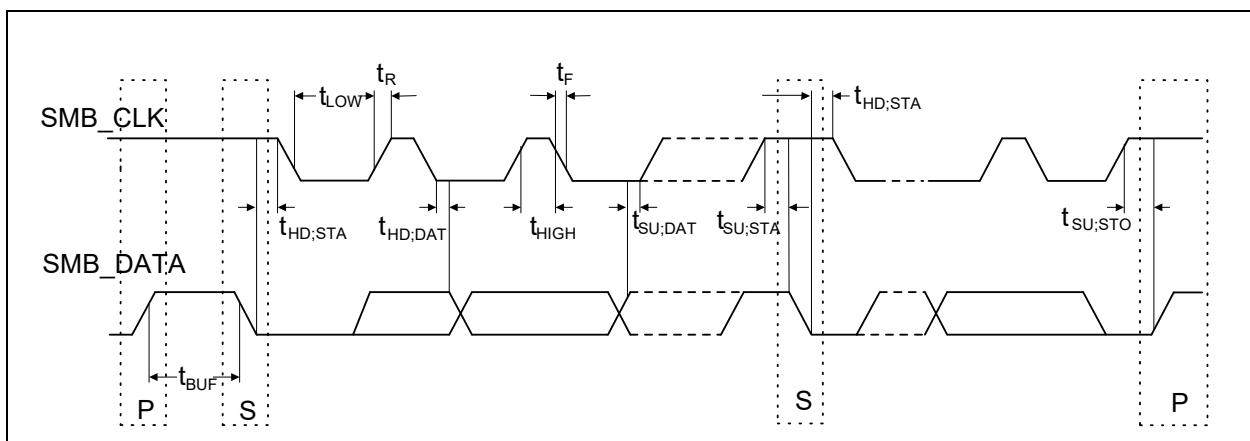 tR
tF
tLOW
tHD;STA
SMB_CLK
tHD;STA
tHD;DAT
tHIGH
tSU;DAT
tSU;STA
tSU;STO
SMB_DATA
tBUF
P
S
S
P